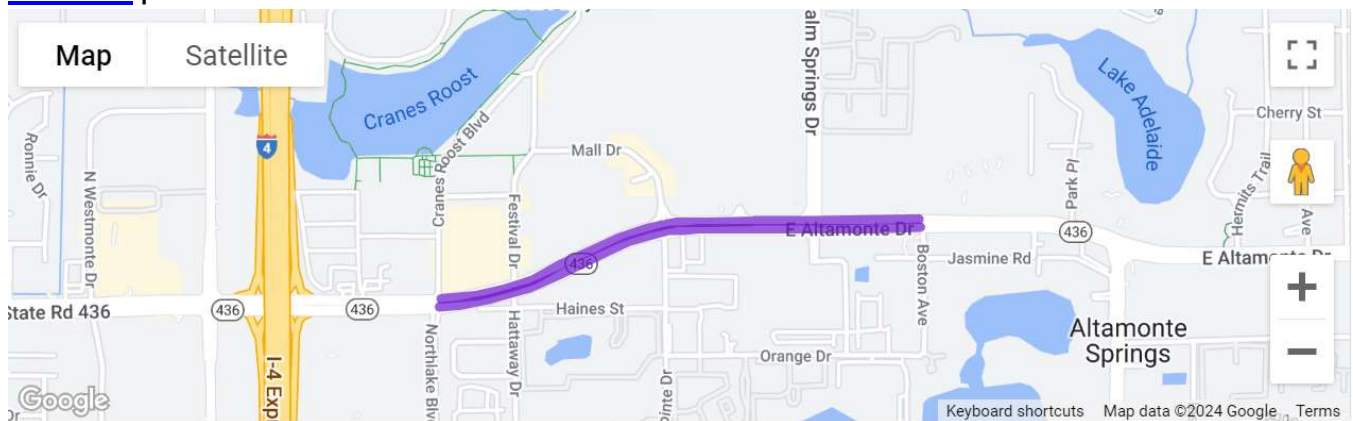 Map
Satellite
Cranes Roost
alm Springs Dr
Lake Adelaide
Cherry St
Ronnie Dr
N Westmonte Dr
4
Cranes Roost Blvd
Mall Dr
Festival Dr
Park Pl
Hermits Trail
Ave
436
E Altamonte Dr
436
Boston Ave
Jasmine Rd
E Altamonte Dr
State Rd 436
436
436
Haines St
Northlake Blv
Hattaway Dr
Altamonte
Springs
Orange Dr
ointe Dr
I-4 Exp
Google
Dr
Keyboard shortcuts
Map data ©2024 Google
Terms